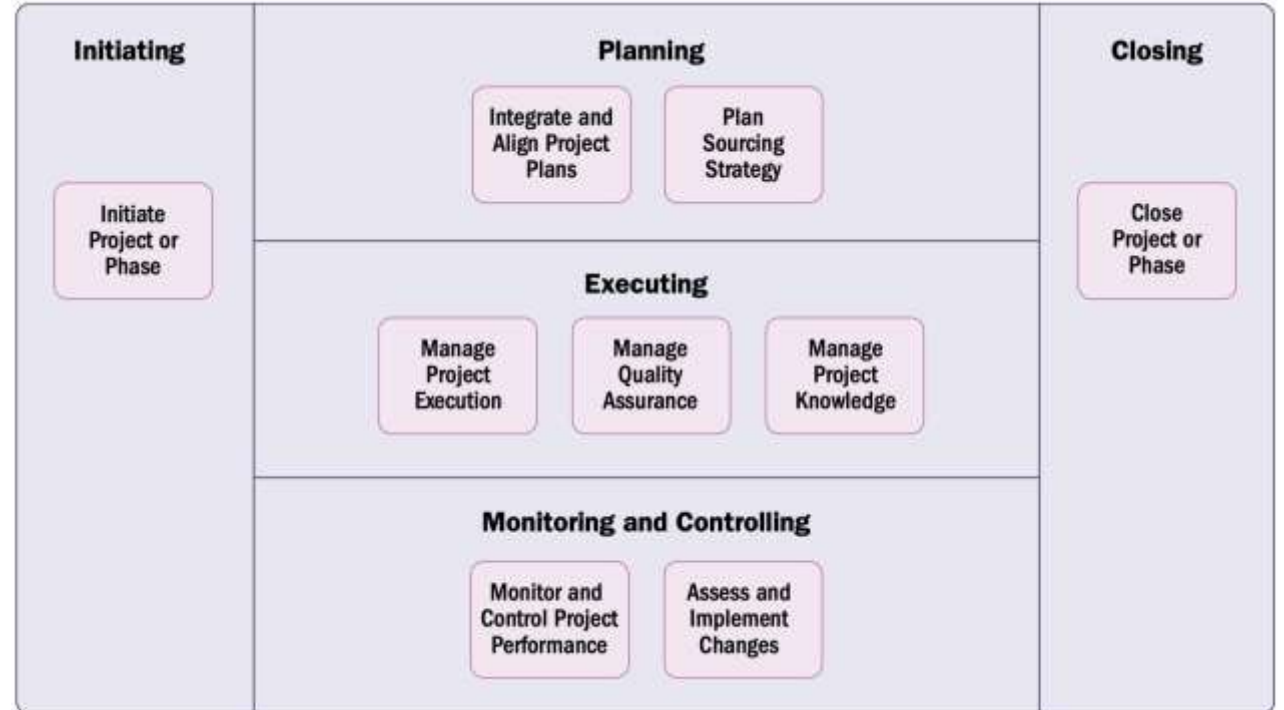 Initiating
Initiate
Project or
Phase
Planning
Integrate and
Align Project
Plans
Plan
Sourcing
Strategy
Executing
Manage
Project
Execution
Manage
Quality
Assurance
Manage
Project
Knowledge
Monitoring and Controlling
Monitor and
Control Project
Performance
Assess and
Implement
Changes
Closing
Close
Project or
Phase